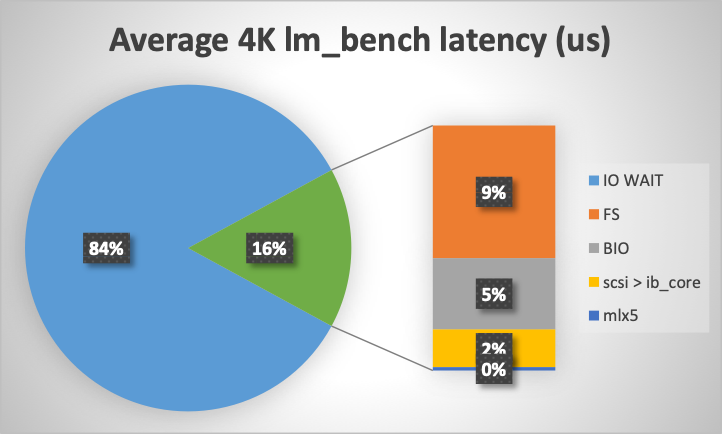 Average 4K lm_bench latency (us)
84%
16%
9%
5%
2%
0%
IO WAIT
FS
BIO
scsi > ib_core
mlx5